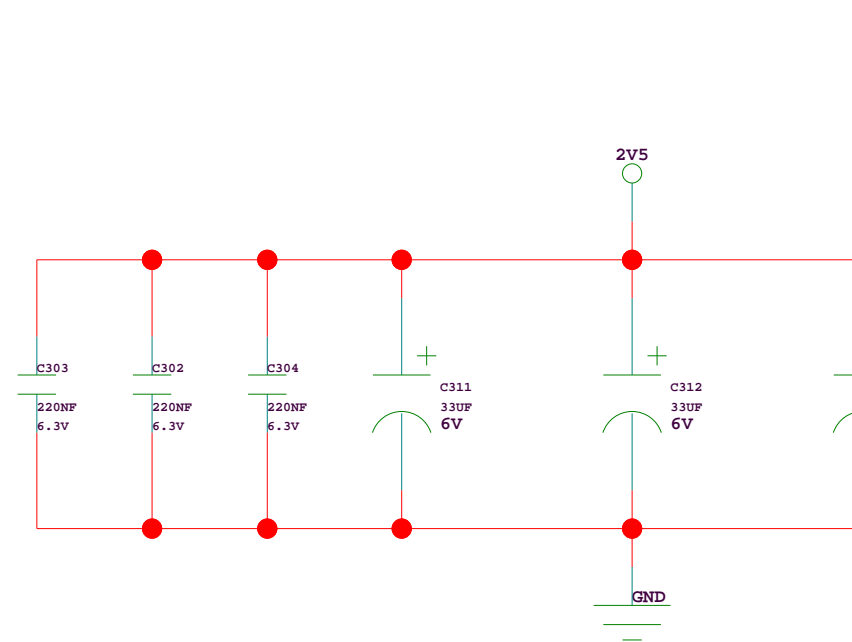 2V5
C303
220NF
6.3V
C302
220NF
6.3V
C304
220NF
6.3V
C311
33UF
6V
C312
33UF
6V
GND